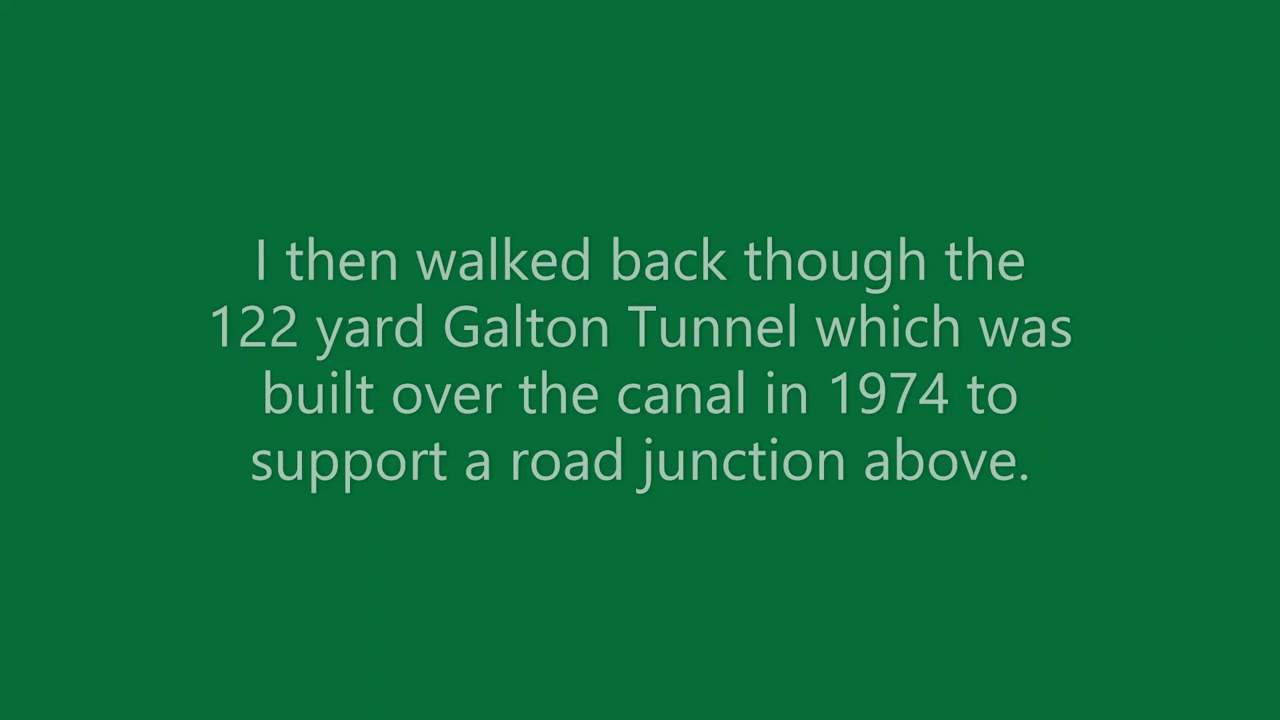 I then walked back though the
122 yard Galton Tunnel which was
built over the canal in 1974 to
support a road junction above.